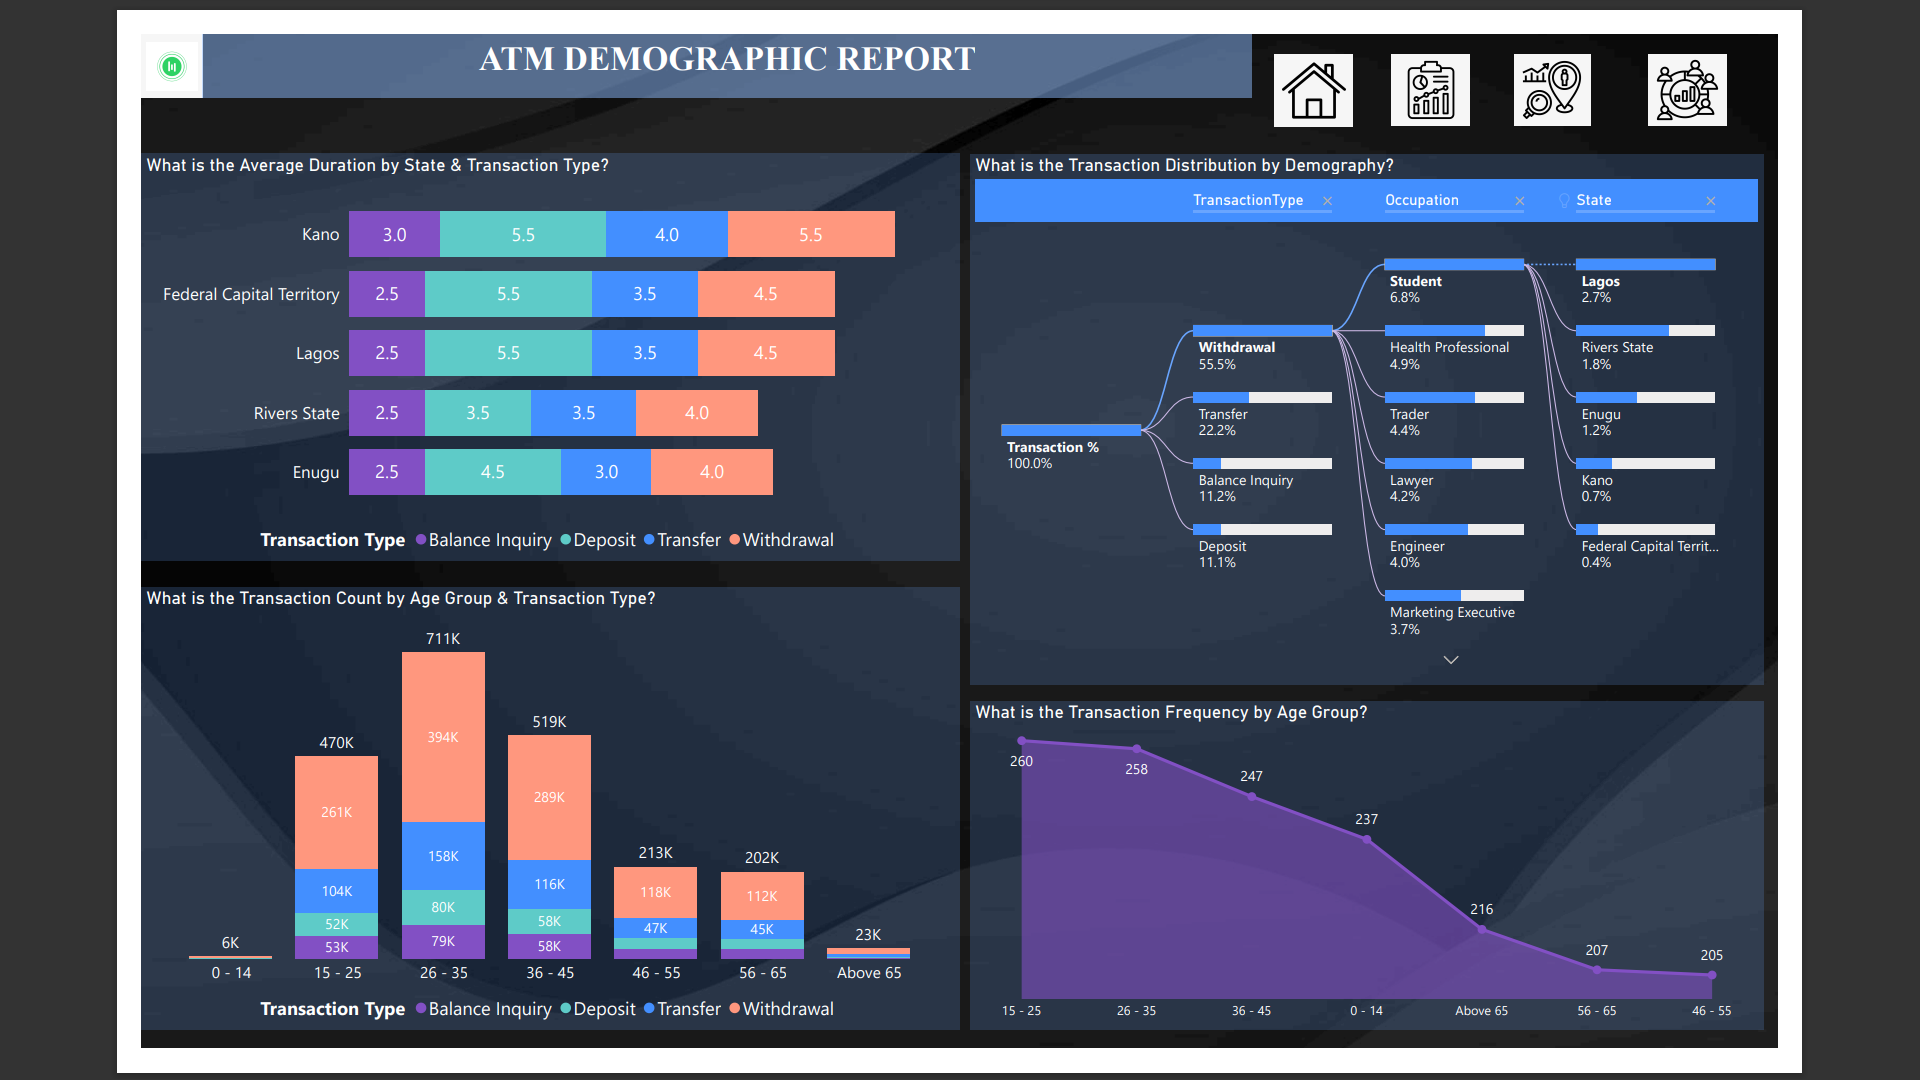 ATM DEMOGRAPHIC REPORT
What is the Average Duration by State & Transaction Type?
Kano 3.0 5.5 4.0 5.5
Federal Capital Territory 2.5 5.5 3.5 4.5
Lagos 2.5 5.5 3.5 4.5
Rivers State 2.5 3.5 3.5 4.0
Enugu 2.5 4.5 3.0 4.0
Transaction Type Balance Inquiry Deposit Transfer Withdrawal
What is the Transaction Distribution by Demography?
TransactionType Occupation State
Transaction %
100.0%
Withdrawal
55.5%
Transfer
22.2%
Balance Inquiry
11.2%
Deposit
11.1%
Student
6.8%
Health Professional
4.9%
Trader
4.4%
Lawyer
4.2%
Engineer
4.0%
Marketing Executive
3.7%
Lagos
2.7%
Rivers State
1.8%
Enugu
1.2%
Kano
0.7%
Federal Capital Territ...
0.4%
What is the Transaction Count by Age Group & Transaction Type?
6K
470K
261K
104K
52K
53K
711K
394K
158K
80K
79K
519K
289K
116K
58K
58K
213K
118K
47K
202K
112K
45K
23K
0 - 14 15 - 25 26 - 35 36 - 45 46 - 55 56 - 65 Above 65
Transaction Type Balance Inquiry Deposit Transfer Withdrawal
What is the Transaction Frequency by Age Group?
260 258 247 237 216 207 205
15 - 25 26 - 35 36 - 45 0 - 14 Above 65 56 - 65 46 - 55